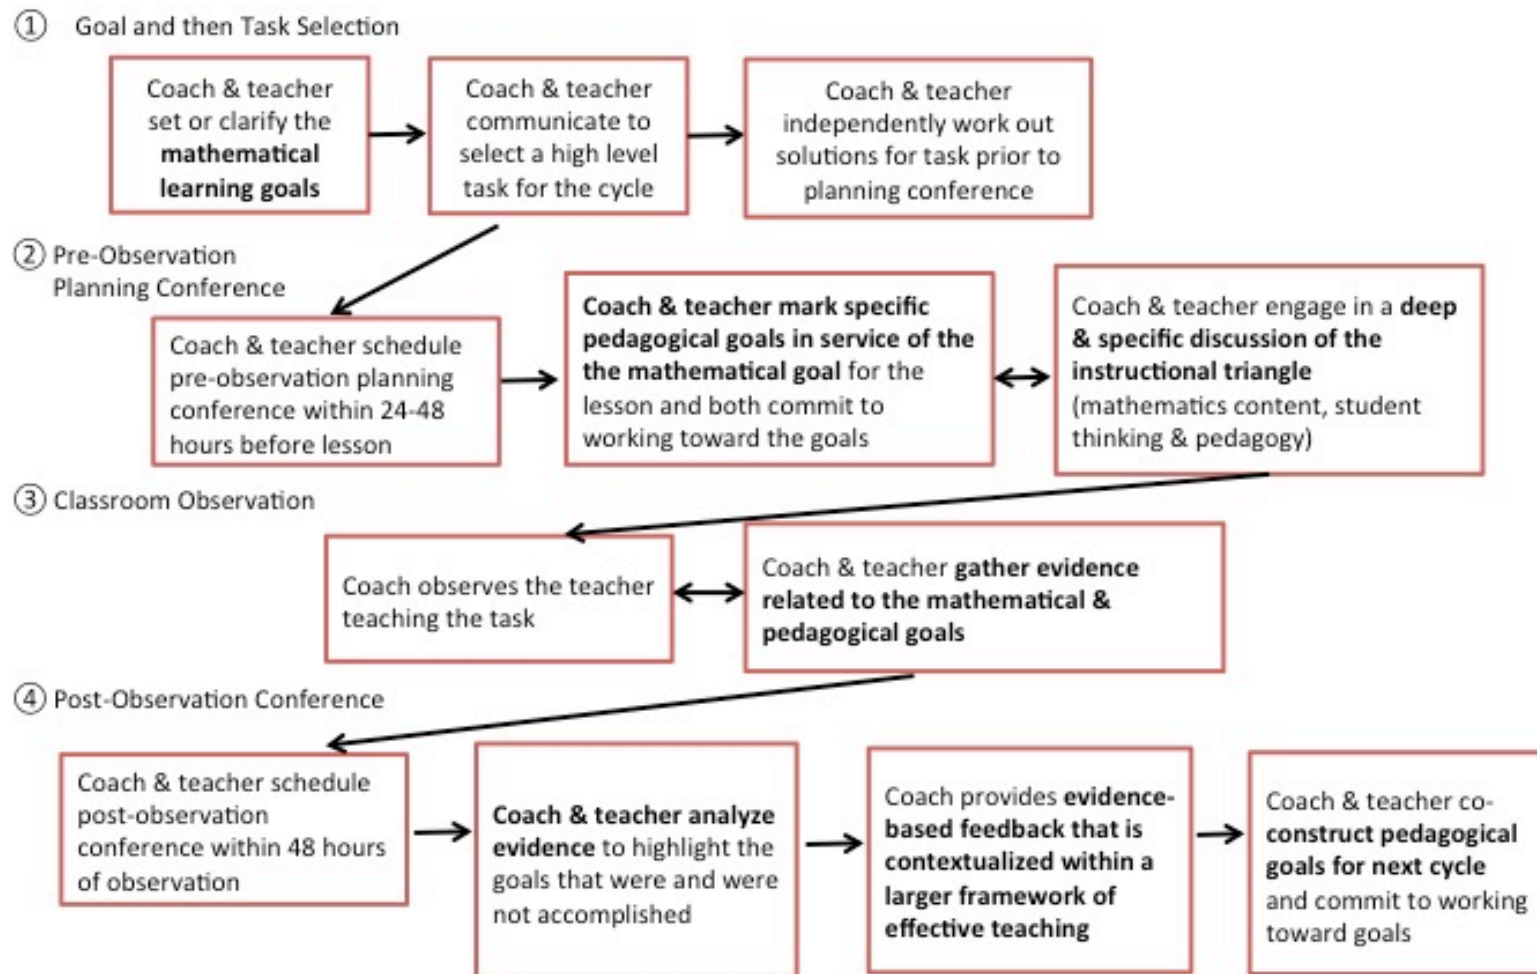 ① Goal and then Task Selection
Coach & teacher
set or clarify the
mathematical
learning goals
Coach & teacher
communicate to
select a high level
task for the cycle
Coach & teacher
independently work out
solutions for task prior to
planning conference
② Pre-Observation
Planning Conference
Coach & teacher schedule
pre-observation planning
conference within 24-48
hours before lesson
Coach & teacher mark specific
pedagogical goals in service of the
the mathematical goal for the
lesson and both commit to
working toward the goals
Coach & teacher engage in a deep
& specific discussion of the
instructional triangle
(mathematics content, student
thinking & pedagogy)
③ Classroom Observation
Coach observes the teacher
teaching the task
Coach & teacher gather evidence
related to the mathematical &
pedagogical goals
④ Post-Observation Conference
Coach & teacher schedule
post-observation
conference within 48 hours
of observation
Coach & teacher analyze
evidence to highlight the
goals that were and were
not accomplished
Coach provides evidence-
based feedback that is
contextualized within a
larger framework of
effective teaching
Coach & teacher co-
construct pedagogical
goals for next cycle
and commit to working
toward goals